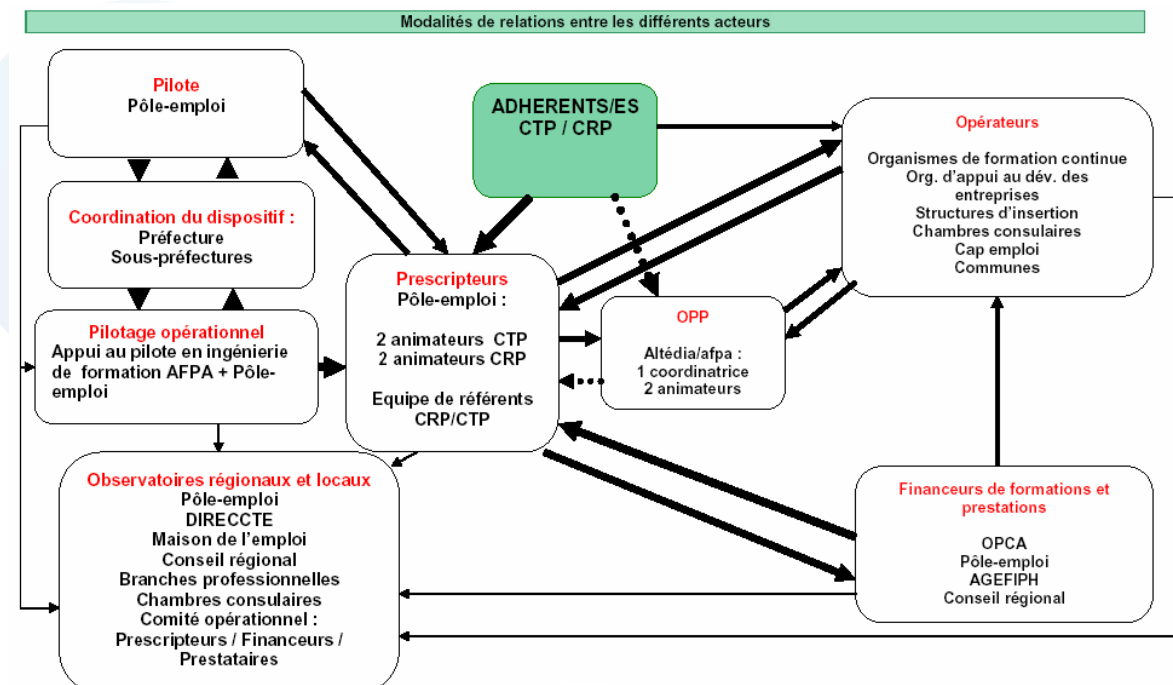 Modalités de relations entre les différents acteurs
Pilote
Pôle-emploi
ADHERENTS/ES
CTP / CRP
Opérateurs
Organismes de formation continue
Org. d'appui au dév. des
entreprises
Structures d'insertion
Chambres consulaires
Cap emploi
Communes
Coordination du dispositif :
Préfecture
Sous-préfectures
Prescripteurs
Pôle-emploi :
2 animateurs CTP
2 animateurs CRP
Equipe de référents
CRP/CTP
OPP
Altédia/afpa :
1 coordinatrice
2 animateurs
Pilotage opérationnel
Appui au pilote en ingénierie
de formation AFPA + Pôle-
emploi
Observatoires régionaux et locaux
Pôle-emploi
DIRECCTE
Maison de l'emploi
Conseil régional
Branches professionnelles
Chambres consulaires
Comité opérationnel :
Prescripteurs / Financeurs /
Prestataires
Financeurs de formations et
prestations
OPCA
Pôle-emploi
AGEFIPH
Conseil régional